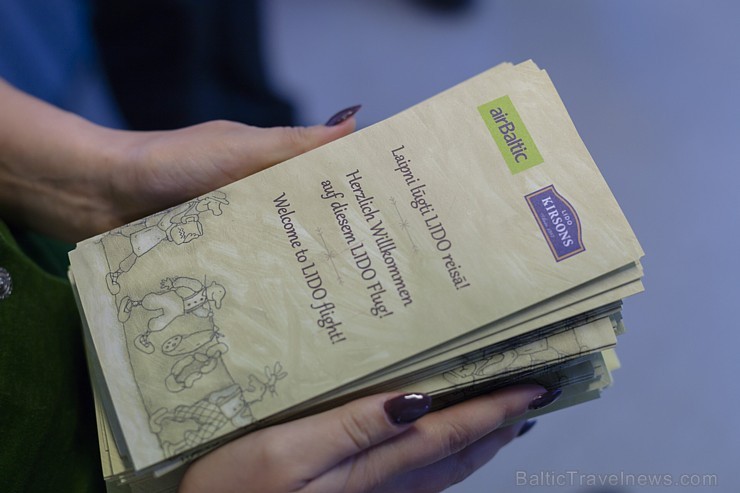 airBaltic
LIDO
KIRSONS
Laipni lūgti LIDO reisā!
Herzlich Willkommen
auf diesem LIDO Flug!
Welcome to LIDO flight!
BalticTravelnews.com